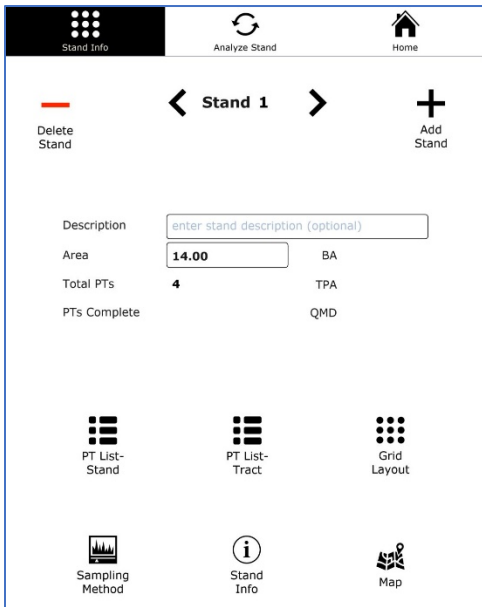 Stand Info
Analyze Stand
Home
Stand 1
Delete
Stand
Add
Stand
Description
enter stand description (optional)
Area
14.00
BA
Total PTs
4
TPA
PTs Complete
QMD
PT List-
Stand
PT List-
Tract
Grid
Layout
Sampling
Method
Stand
Info
Map